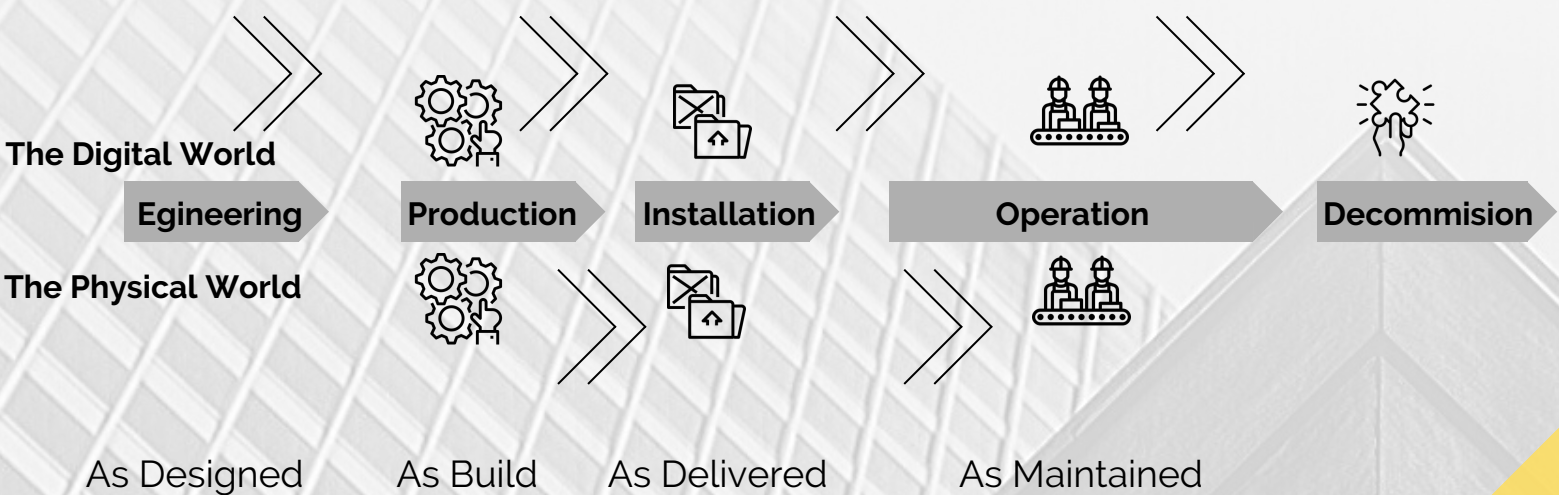 The Digital World
Egineering
Production
Installation
Operation
Decommision
The Physical World
As Designed
As Build
As Delivered
As Maintained